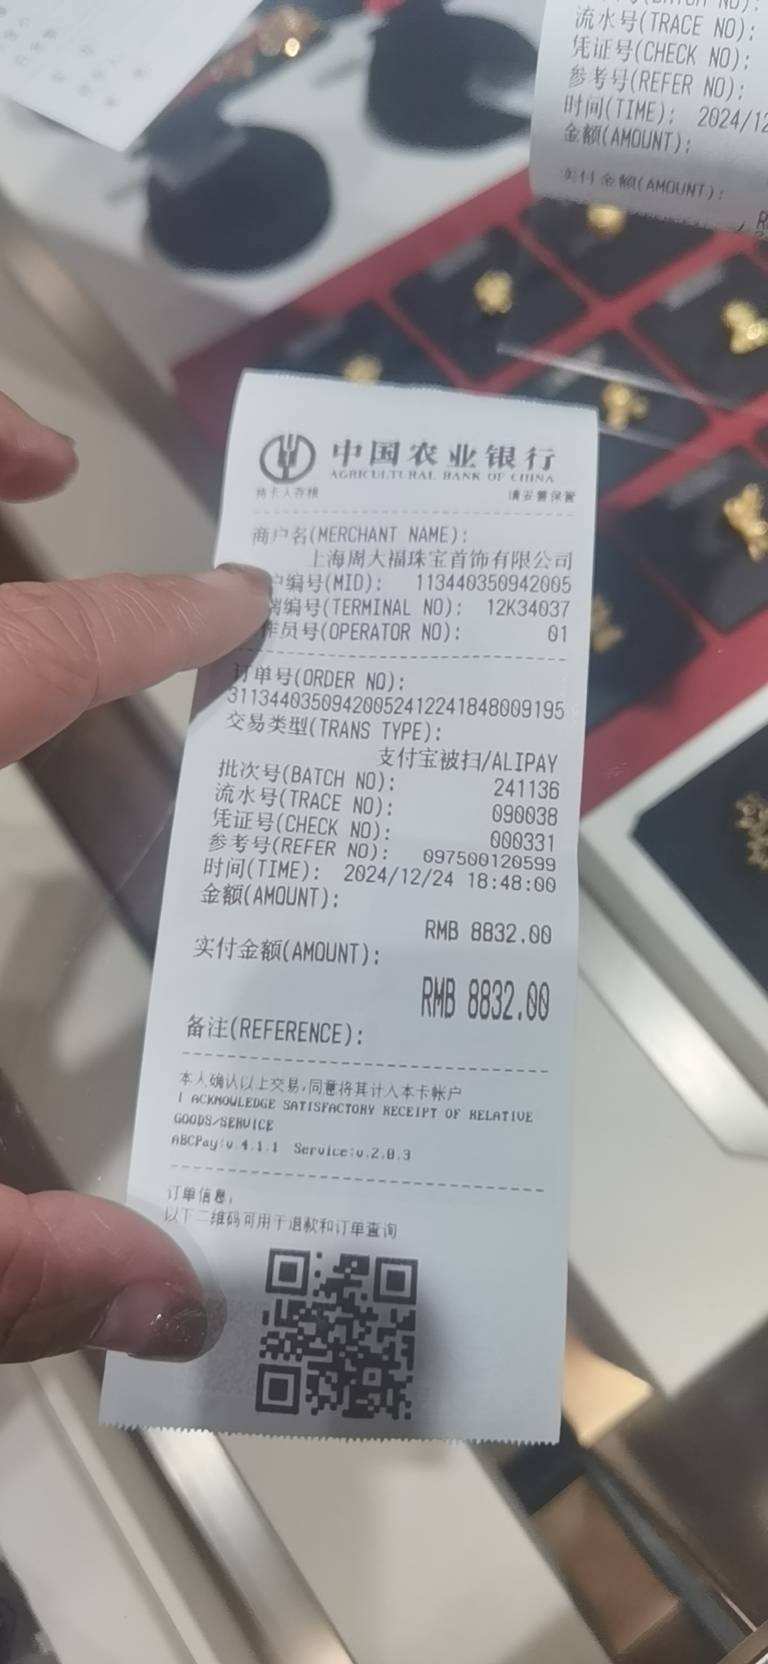 流水号(TRACE NO):
凭证号(CHECK NO):
参考号(REFER NO):
时间(TIME): 2024/12
金额(AMOUNT):
实付金额(AMOUNT):
中国农业银行
AGRICULTURAL BANK OF CHINA
持卡人存根 请妥善保管
商户名(MERCHANT NAME):
上海周大福珠宝首饰有限公司
户编号(MID): 113440350942005
端编号(TERMINAL NO): 12K34037
作员号(OPERATOR NO): 01
订单号(ORDER NO):
31134403509420052412241848009195
交易类型(TRANS TYPE):
支付宝被扫/ALIPAY
批次号(BATCH NO): 241136
流水号(TRACE NO): 090038
凭证号(CHECK NO): 000331
参考号(REFER NO): 097500120599
时间(TIME): 2024/12/24 18:48:00
金额(AMOUNT):
RMB 8832.00
实付金额(AMOUNT):
RMB 8832.00
备注(REFERENCE):
本人确认以上交易,同意将其计入本卡帐户
I ACKNOWLEDGE SATISFACTORY RECEIPT OF RELATIVE
GOODS/SERVICE
ABCPay:v.4.1.1 Service:v.2.0.3
订单信息:
以下二维码可用于退款和订单查询